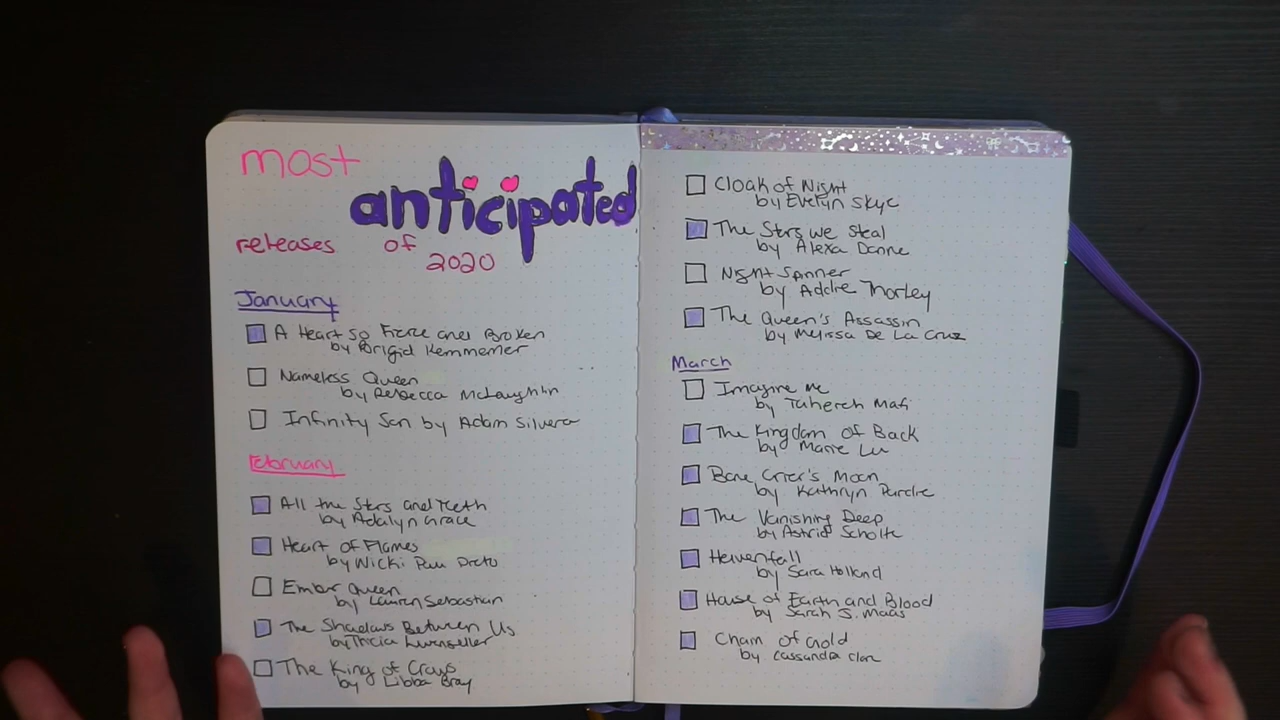 most
anticipated
releases of
2020
January
A Heart So Fierce and Broken
by Brigid Kemmerer
Nameless Queen
by Rebecca McLaughlin
Infinity Son by Adam Silvera
February
All the Stars and Teeth
by Adalyn Grace
Heart of Flames
by Nicki Pau Preto
Ember Queen
by Lauren Sebastian
The Shadows Between Us
by Tricia Levenseller
The King of Crows
by Libba Bray
Cloak of Night
by Evelyn Skye
The Stars we Steal
by Alexa Donne
Night Spinner
by Addie Thorley
The Queen's Assassin
by Melissa De La Cruz
March
Imagine Me
by Tahereh Mafi
The Kingdom of Back
by Marie Lu
Bone Crier's Moon
by Kathryn Purdie
The Vanishing Deep
by Astrid Scholte
Hevenfall
by Sara Holland
House of Earth and Blood
by Sarah J. Maas
Chain of Gold
by Cassandra Clare